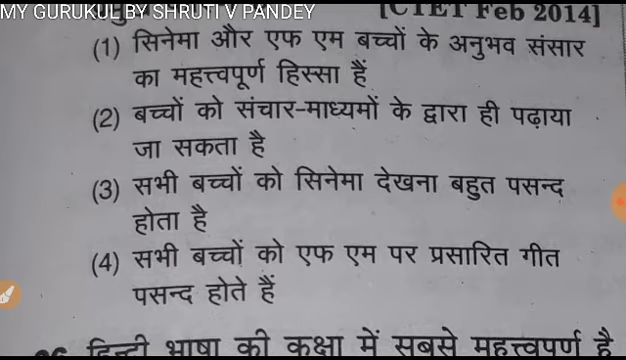 MY GURUKUL BY SHRUTI V PANDEY
[CTET Feb 2014]
(1) सिनेमा और एफ एम बच्चों के अनुभव संसार
का महत्त्वपूर्ण हिस्सा हैं
(2) बच्चों को संचार-माध्यमों के द्वारा ही पढ़ाया
जा सकता है
(3) सभी बच्चों को सिनेमा देखना बहुत पसन्द
होता है
(4) सभी बच्चों को एफ एम पर प्रसारित गीत
पसन्द होते हैं
हिन्दी भाषा की कक्षा में सबसे महत्त्वपूर्ण है